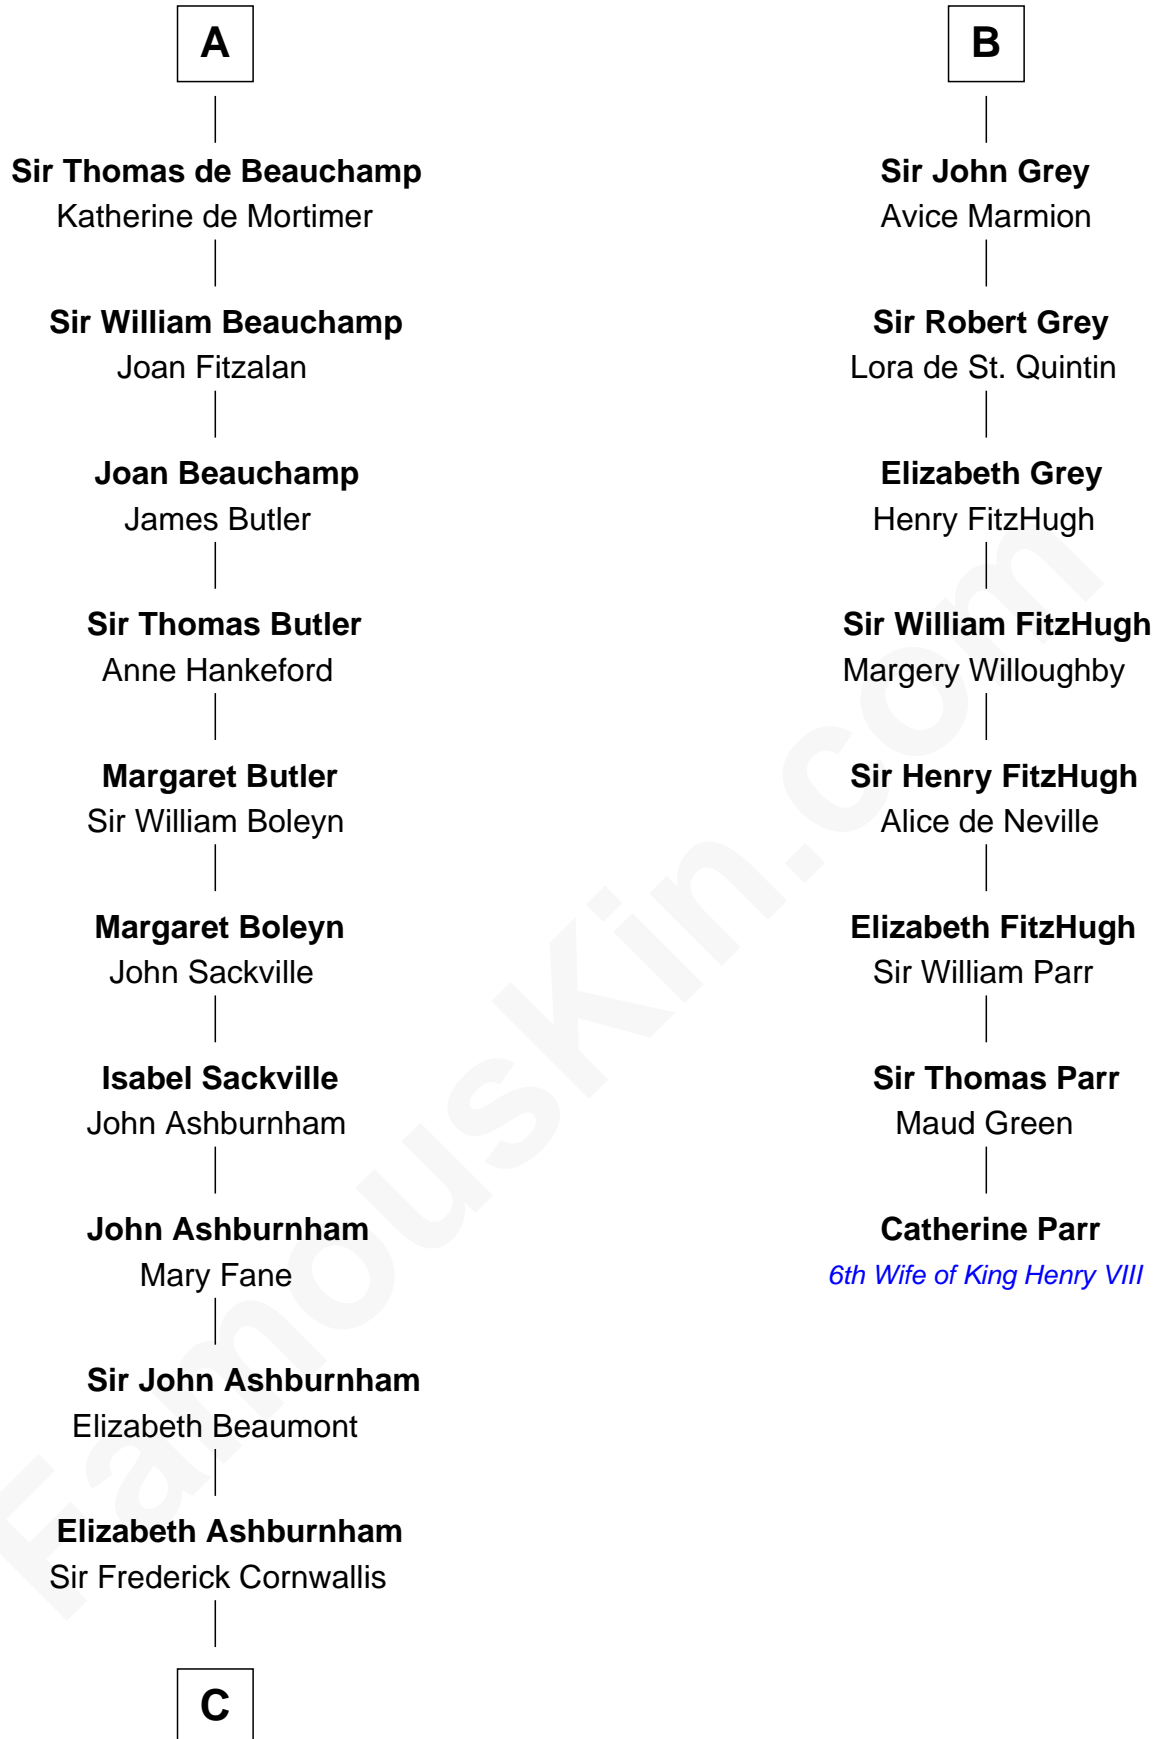 A
Sir Thomas de Beauchamp
Katherine de Mortimer
Sir William Beauchamp
Joan Fitzalan
Joan Beauchamp
James Butler
Sir Thomas Butler
Anne Hankeford
Margaret Butler
Sir William Boleyn
Margaret Boleyn
John Sackville
Isabel Sackville
John Ashburnham
John Ashburnham
Mary Fane
Sir John Ashburnham
Elizabeth Beaumont
Elizabeth Ashburnham
Sir Frederick Cornwallis
C
B
Sir John Grey
Avice Marmion
Sir Robert Grey
Lora de St. Quintin
Elizabeth Grey
Henry FitzHugh
Sir William FitzHugh
Margery Willoughby
Sir Henry FitzHugh
Alice de Neville
Elizabeth FitzHugh
Sir William Parr
Sir Thomas Parr
Maud Green
Catherine Parr
6th Wife of King Henry VIII
FamousKin.com